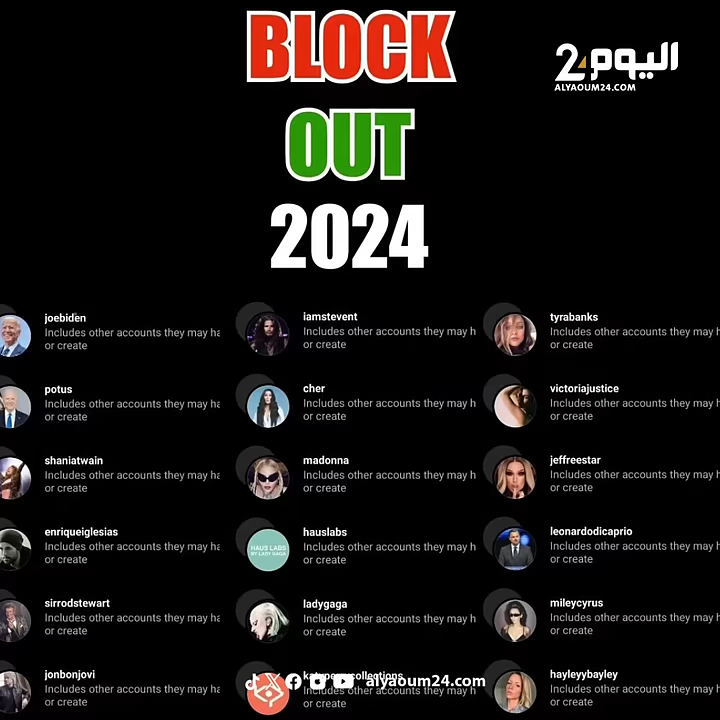 BLOCK
OUT
2024
اليوم 24
ALYAOUM24.COM
joebiden
Includes other accounts they may ha
or create
potus
Includes other accounts they may ha
or create
shaniatwain
Includes other accounts they may ha
or create
enriqueiglesias
Includes other accounts they may ha
or create
sirrodstewart
Includes other accounts they may ha
or create
jonbonjovi
Includes other accounts they may ha
or create
iamstevent
Includes other accounts they may h
or create
cher
Includes other accounts they may h
or create
madonna
Includes other accounts they may h
or create
hauslabs
Includes other accounts they may h
or create
HAUS LABS
BY LADY GAGA
ladygaga
Includes other accounts they may h
or create
katyperrycollections
Includes other accounts they may h
or create
tyrabanks
Includes other accounts they may h
or create
victoriajustice
Includes other accounts they may h
or create
jeffreestar
Includes other accounts they may h
or create
leonardodicaprio
Includes other accounts they may h
or create
mileycyrus
Includes other accounts they may h
or create
hayleyybayley
Includes other accounts they may h
or create
alyaoum24.com